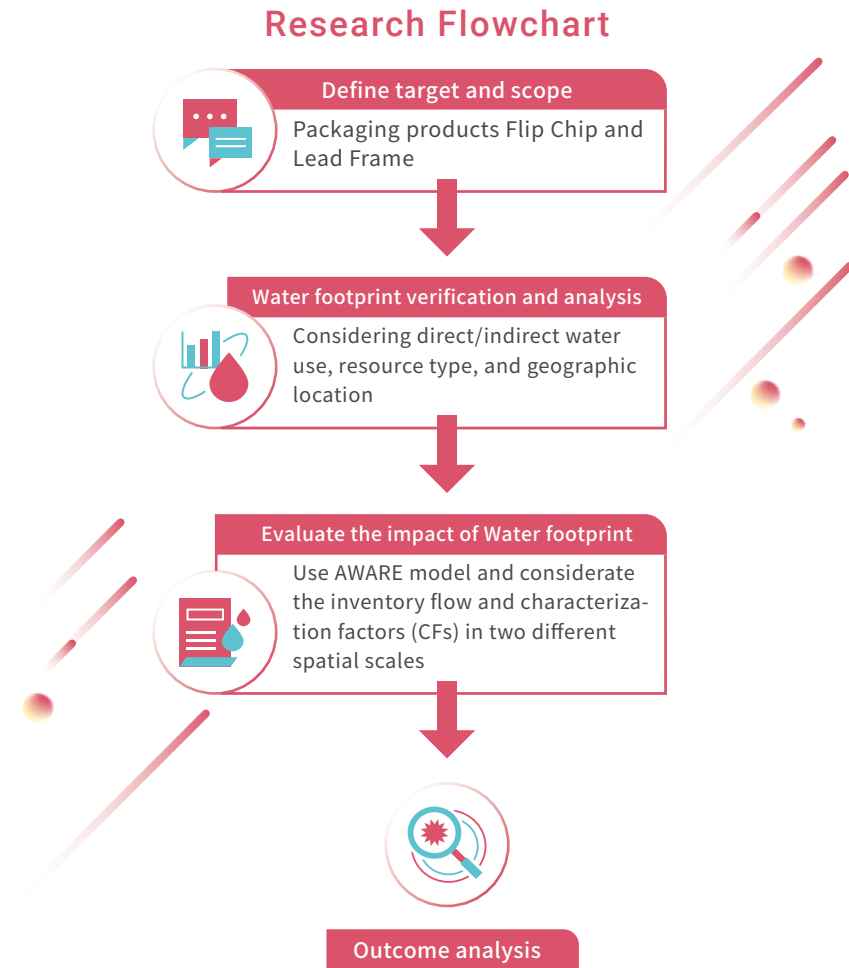 Research Flowchart
Define target and scope
Packaging products Flip Chip and
Lead Frame
Water footprint verification and analysis
Considering direct/indirect water
use, resource type, and geographic
location
Evaluate the impact of Water footprint
Use AWARE model and considerate
the inventory flow and characteriza-
tion factors (CFs) in two different
spatial scales
Outcome analysis